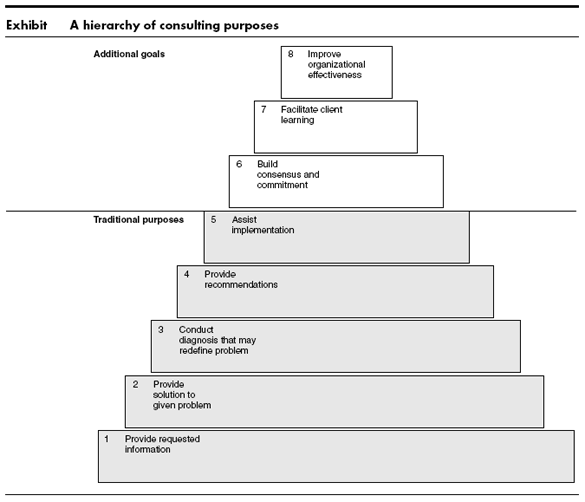 Exhibit A hierarchy of consulting purposes
Additional goals
8 Improve
organizational
effectiveness
7 Facilitate client
learning
6 Build
consensus and
commitment
Traditional purposes
5 Assist
implementation
4 Provide
recommendations
3 Conduct
diagnosis that may
redefine problem
2 Provide
solution to
given problem
1 Provide requested
information